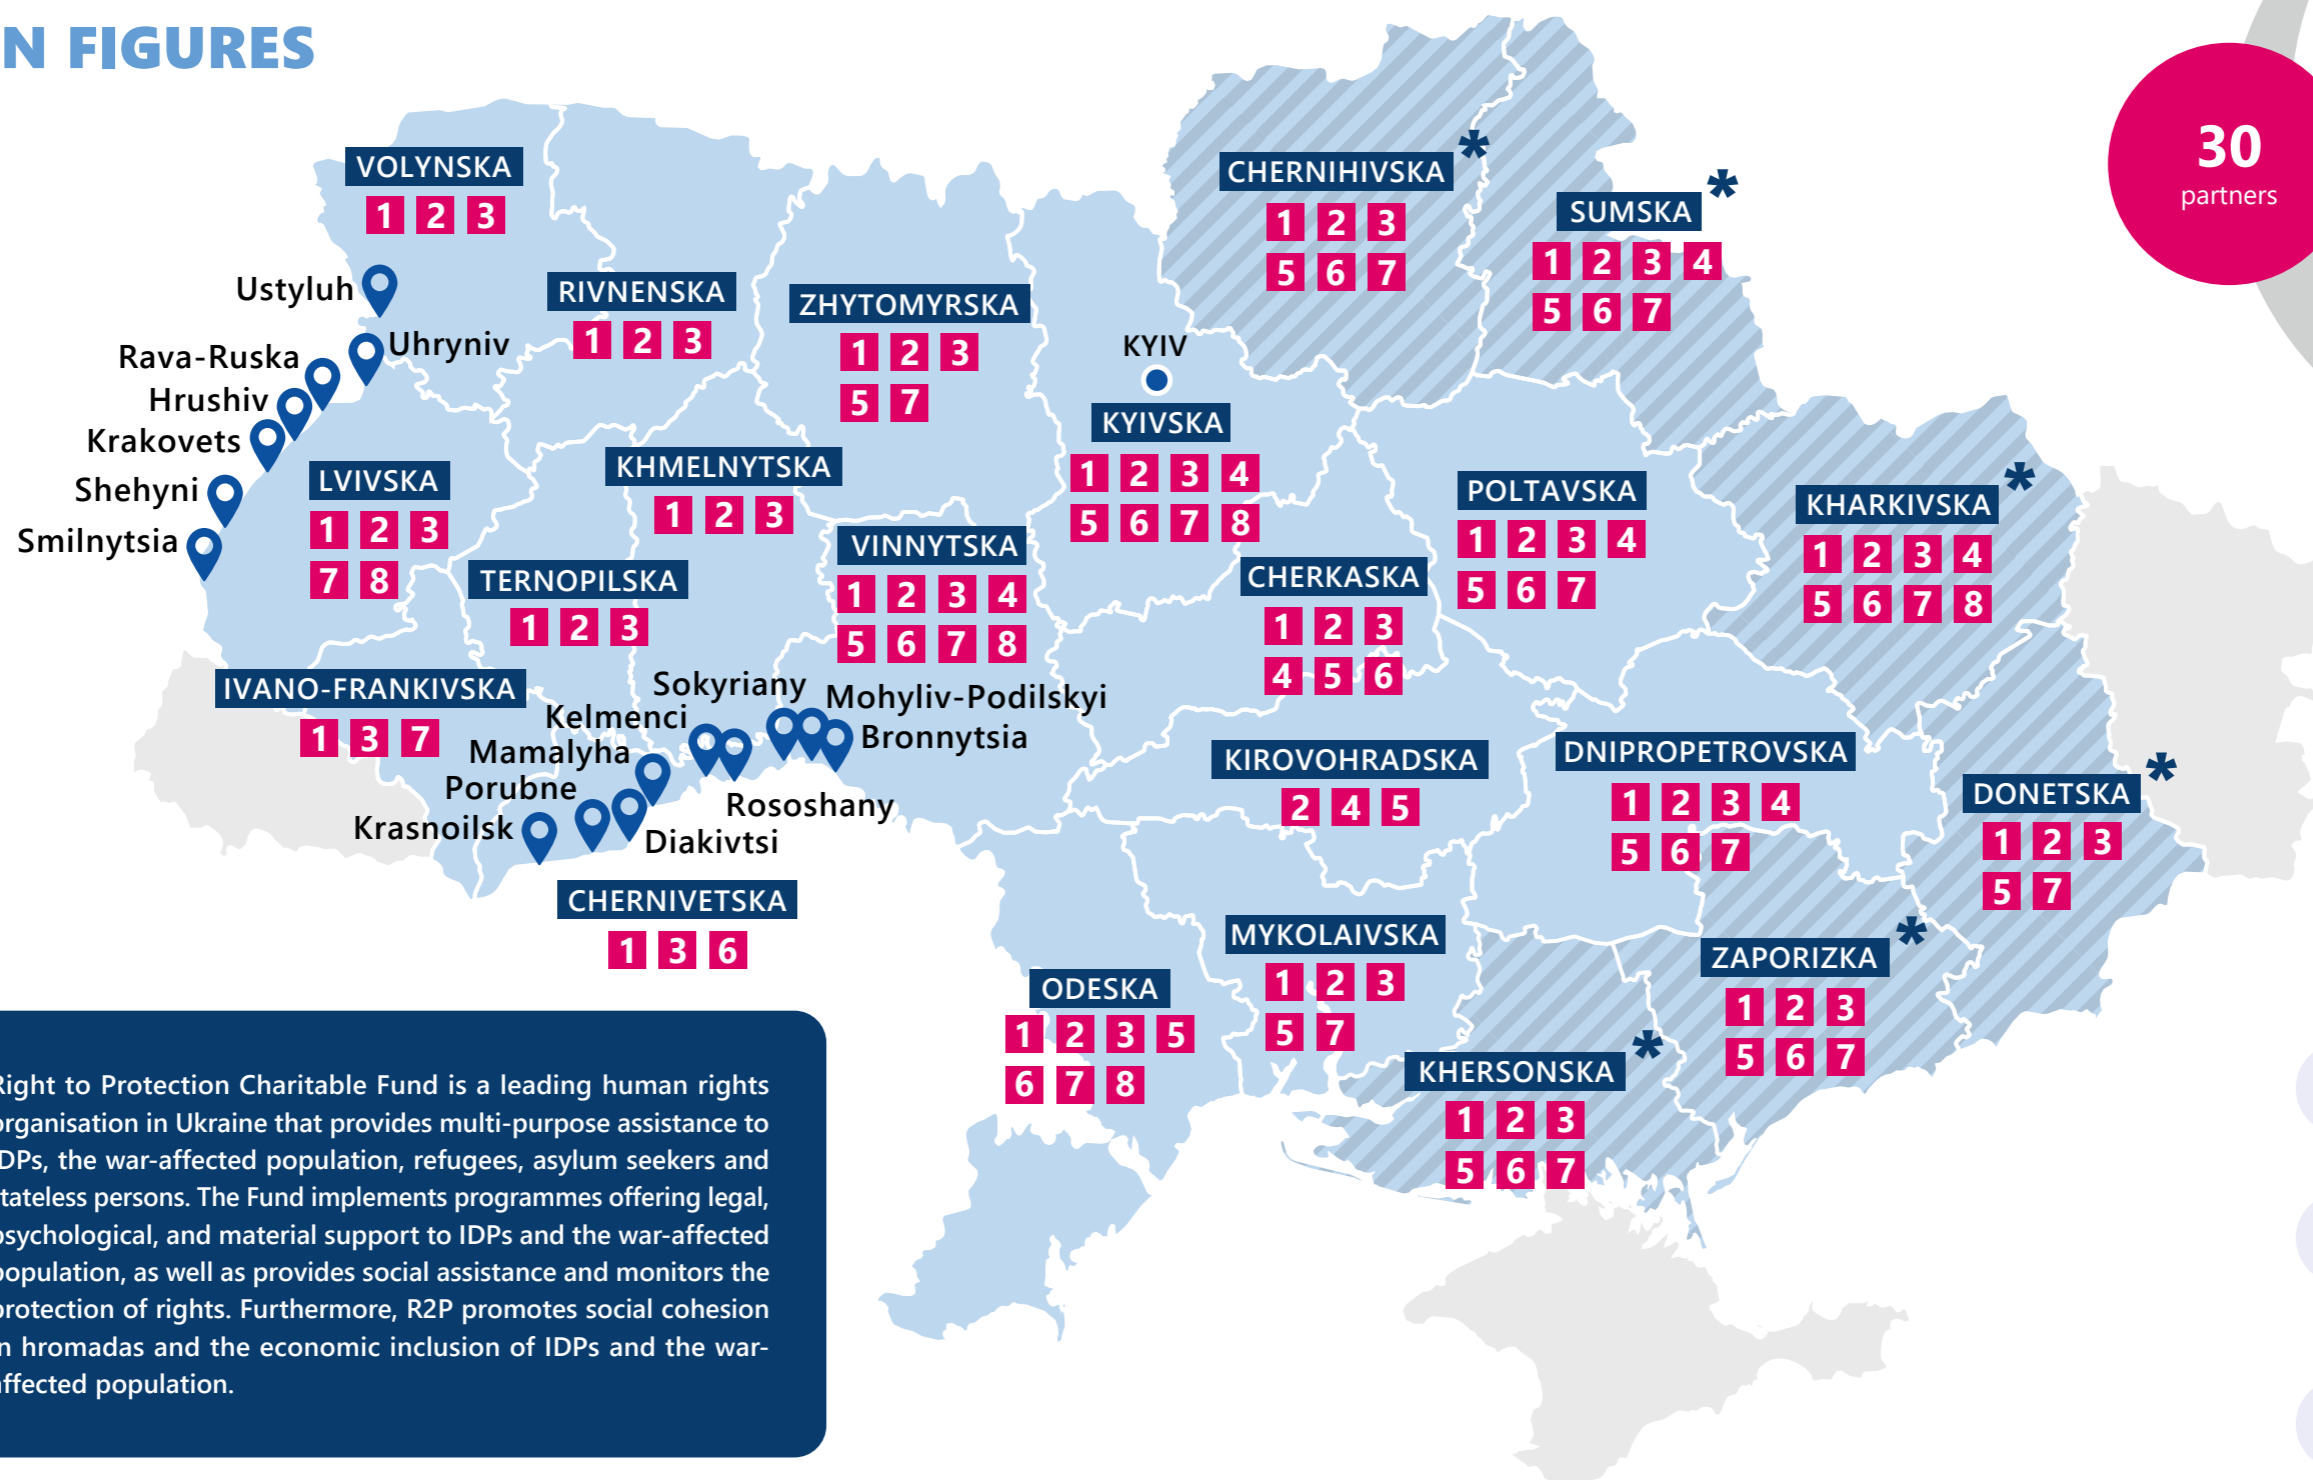 N FIGURES
30
partners
VOLYNSKA
1 2 3
CHERNIHIVSKA *
1 2 3
5 6 7
SUMSKA *
1 2 3 4
5 6 7
Ustyluh
RIVNENSKA
1 2 3
ZHYTOMYRSKA
1 2 3
5 7
Uhryniv
Rava-Ruska
Hrushiv
Krakovets
Shehyni
Smilnytsia
KYIV
KYIVSKA
1 2 3 4
5 6 7 8
LVIVSKA
1 2 3
7 8
KHMELNYTSKA
1 2 3
POLTAVSKA
1 2 3 4
5 6 7
KHARKIVSKA *
1 2 3 4
5 6 7 8
VINNYTSKA
1 2 3 4
5 6 7 8
TERNOPILSKA
1 2 3
CHERKASKA
1 2 3
4 5 6
IVANO-FRANKIVSKA
1 3 7
Sokyriany
Mohyliv-Podilskyi
Kelmenci
Bronnytsia
Mamalyha
Porubne
Rososhany
Krasnoilsk
Diakivtsi
KIROVOHRADSKA
2 4 5
DNIPROPETROVSKA
1 2 3 4
5 6 7
DONETSKA *
1 2 3
5 7
CHERNIVETSKA
1 3 6
MYKOLAIVSKA
1 2 3
5 7
ZAPORIZKA *
1 2 3
5 6 7
ODESKA
1 2 3 5
6 7 8
KHERSONSKA *
1 2 3
5 6 7
Right to Protection Charitable Fund is a leading human rights
organisation in Ukraine that provides multi-purpose assistance to
IDPs, the war-affected population, refugees, asylum seekers and
stateless persons. The Fund implements programmes offering legal,
psychological, and material support to IDPs and the war-affected
population, as well as provides social assistance and monitors the
protection of rights. Furthermore, R2P promotes social cohesion
in hromadas and the economic inclusion of IDPs and the war-
affected population.